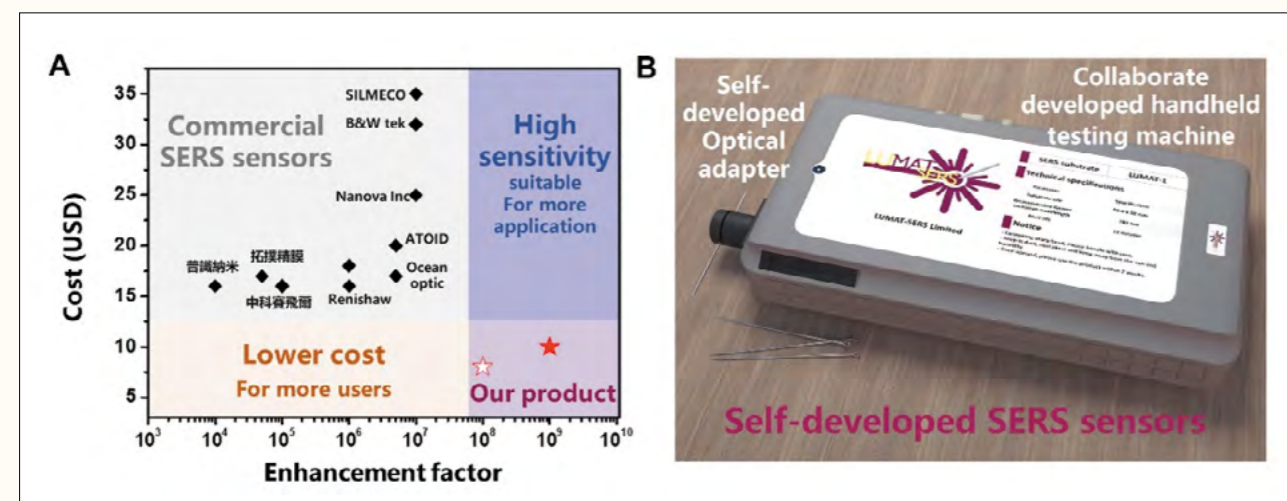 A
Cost (USD)
35
30
25
20
15
10
5
Commercial
SERS sensors
SILMECO
B&W tek
Nanova Inc
ATOID
Ocean
optic
Renishaw
普識納米
拓撲精膜
中科賽飛爾
High
sensitivity
suitable
For more
application
Lower cost
For more users
Our product
10³
10⁴
10⁵
10⁶
10⁷
10⁸
10⁹
10¹⁰
Enhancement factor
B
Self-
developed
Optical
adapter
Collaborate
developed handheld
testing machine
LUMAT
SERS
LUMAT-SERS Limited
SERS substrate
LUMAT-1
Technical specifications
Notice
Self-developed SERS sensors